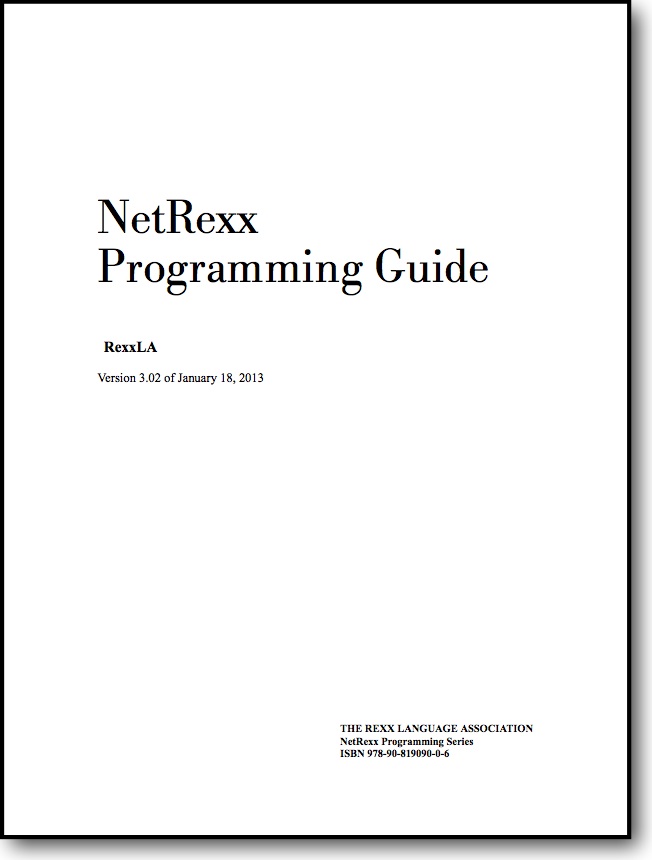 NetRexx
Programming Guide
RexxLA
Version 3.02 of January 18, 2013
THE REXX LANGUAGE ASSOCIATION
NetRexx Programming Series
ISBN 978-90-819090-0-6